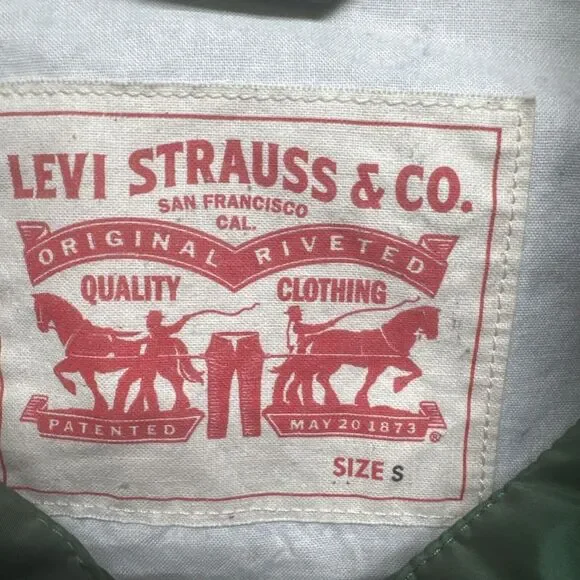 LEVI STRAUSS & CO.
SAN FRANCISCO
CAL.
ORIGINAL RIVETED
QUALITY CLOTHING
PATENTED MAY 20 1873 ®
SIZE S